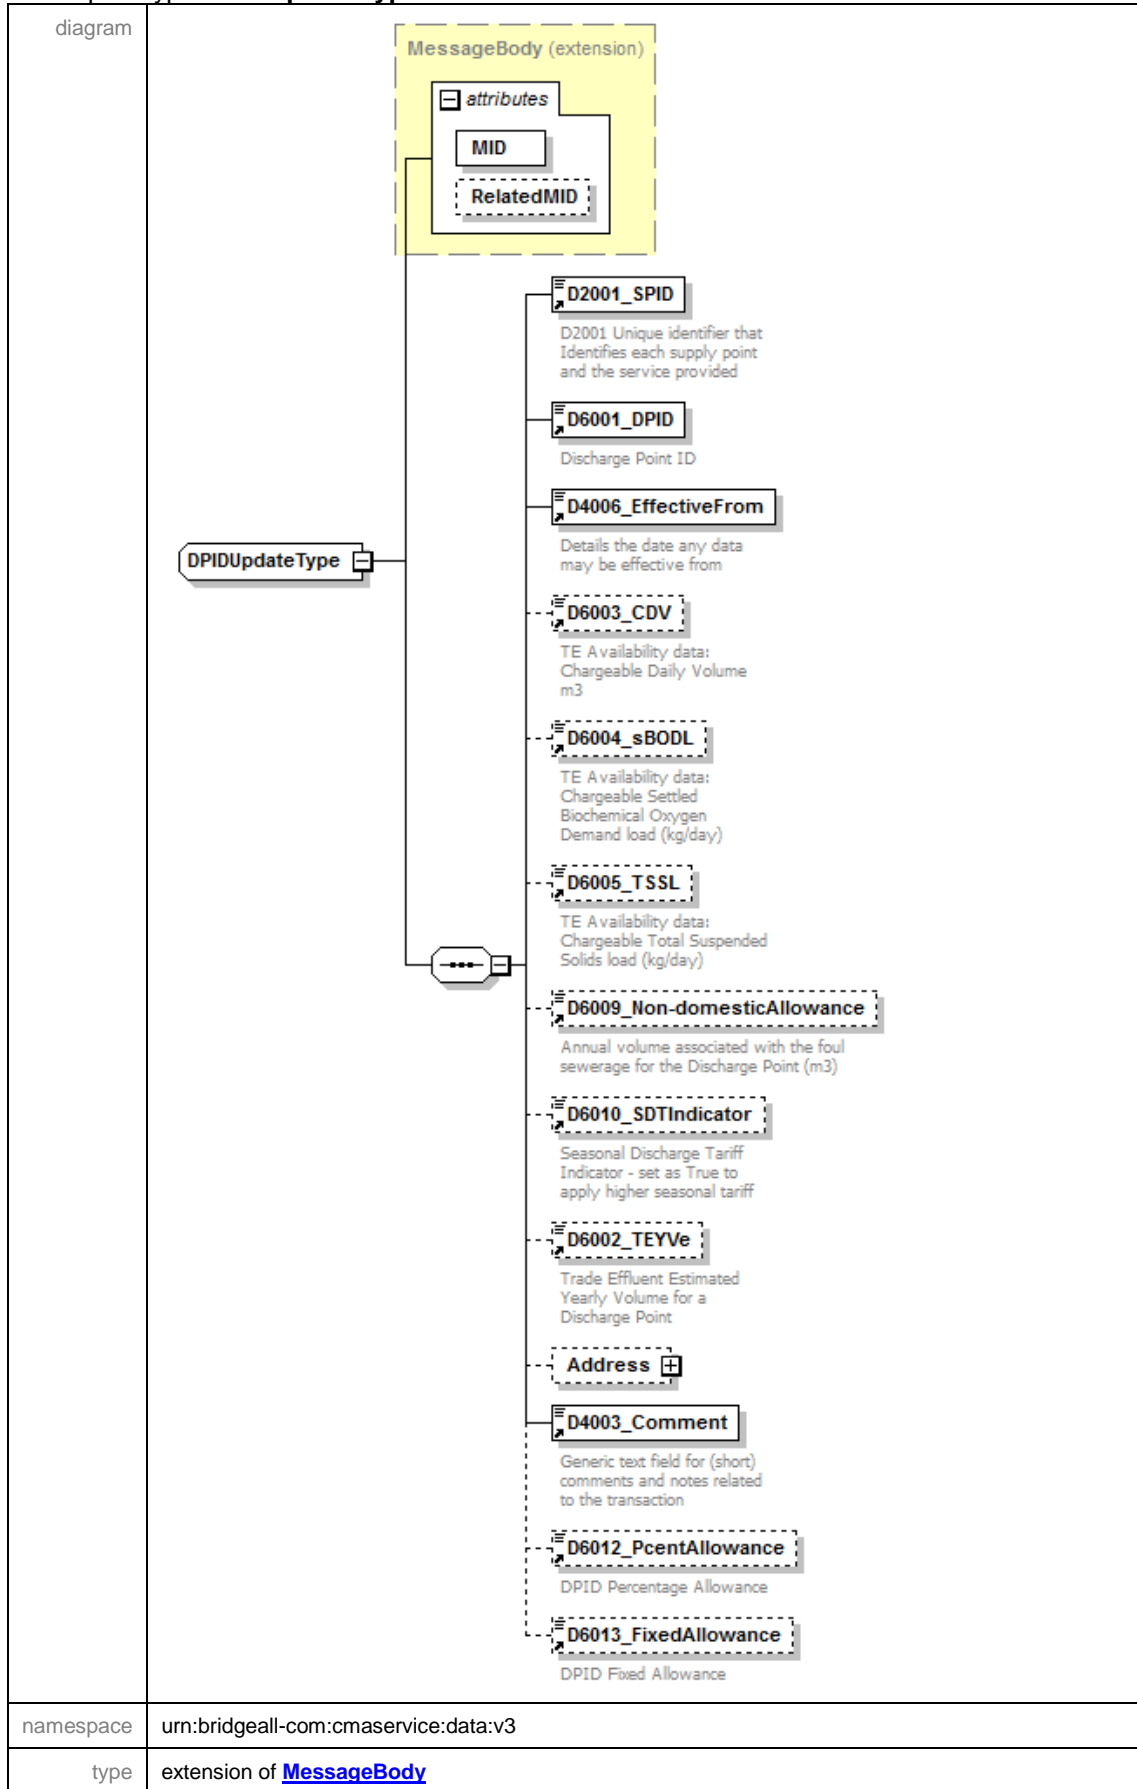 diagram
MessageBody (extension)
attributes
MID
RelatedMID
D2001_SPID
D2001 Unique identifier that
Identifies each supply point
and the service provided
D6001_DPID
Discharge Point ID
D4006_EffectiveFrom
Details the date any data
may be effective from
DPIDUpdateType
D6003_CDV
TE Availability data:
Chargeable Daily Volume
m3
D6004_sBODL
TE Availability data:
Chargeable Settled
Biochemical Oxygen
Demand load (kg/day)
D6005_TSSL
TE Availability data:
Chargeable Total Suspended
Solids load (kg/day)
D6009_Non-domesticAllowance
Annual volume associated with the foul
sewerage for the Discharge Point (m3)
D6010_SDTIndicator
Seasonal Discharge Tariff
Indicator - set as True to
apply higher seasonal tariff
D6002_TEYVe
Trade Effluent Estimated
Yearly Volume for a
Discharge Point
Address
D4003_Comment
Generic text field for (short)
comments and notes related
to the transaction
D6012_PcentAllowance
DPID Percentage Allowance
D6013_FixedAllowance
DPID Fixed Allowance
namespace
urn:bridgeall-com:cmaservice:data:v3
type
extension of MessageBody